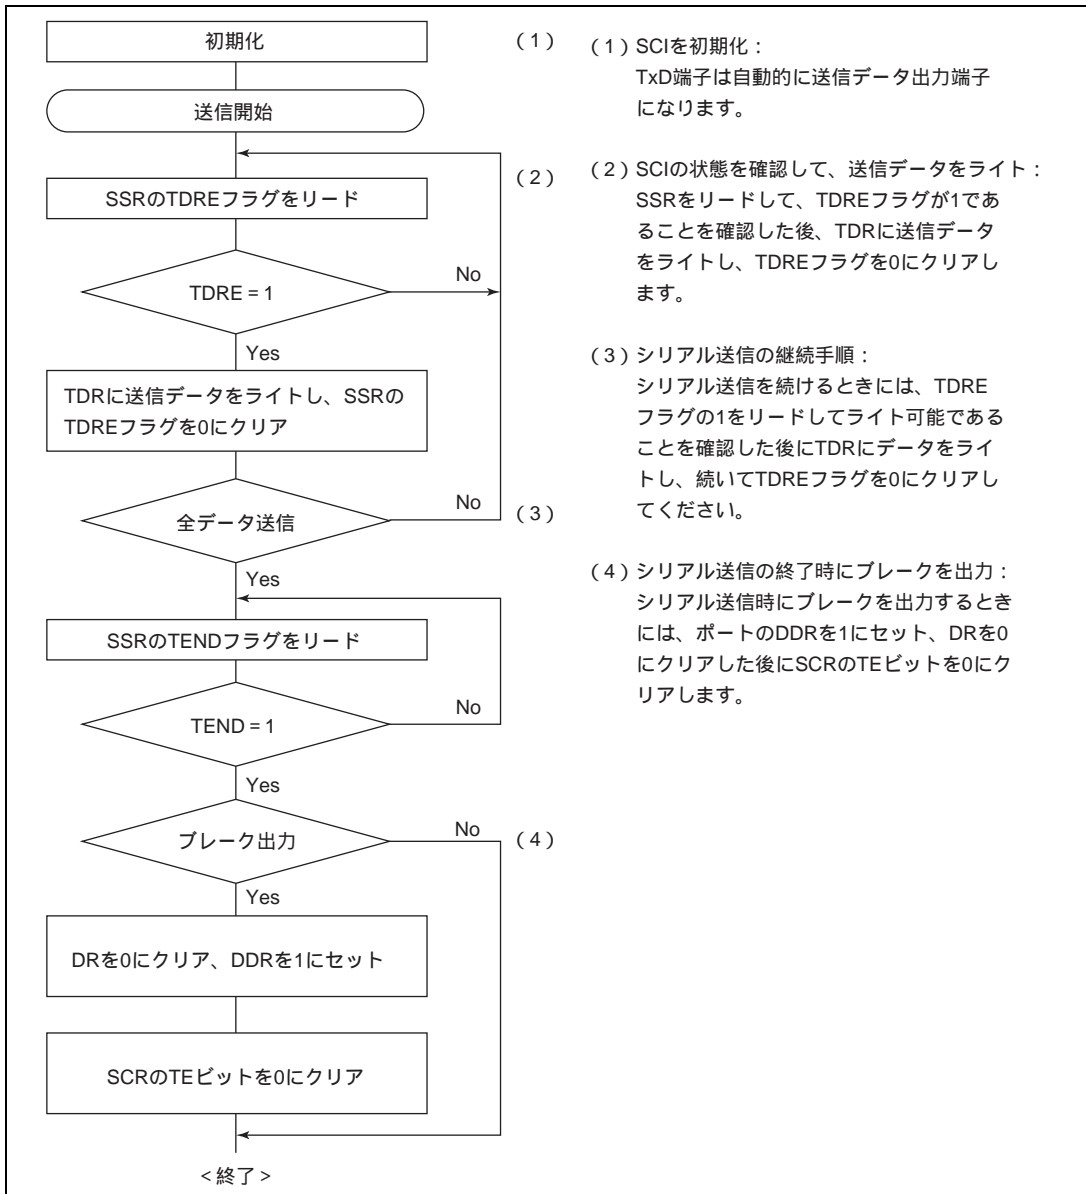 初期化
（1）
送信開始
SSRのTDREフラグをリード
（2）
TDRE = 1
No
Yes
TDRに送信データをライトし、SSRの
TDREフラグを0にクリア
全データ送信
No
（3）
Yes
SSRのTENDフラグをリード
TEND = 1
No
Yes
ブレーク出力
No
（4）
Yes
DRを0にクリア、DDRを1にセット
SCRのTEビットを0にクリア
＜終了＞
（1）SCIを初期化：
TxD端子は自動的に送信データ出力端子
になります。
（2）SCIの状態を確認して、送信データをライト：
SSRをリードして、TDREフラグが1であ
ることを確認した後、TDRに送信データ
をライトし、TDREフラグを0にクリアし
ます。
（3）シリアル送信の継続手順：
シリアル送信を続けるときには、TDRE
フラグの1をリードしてライト可能である
ことを確認した後にTDRにデータをライ
トし、続いてTDREフラグを0にクリアし
てください。
（4）シリアル送信の終了時にブレークを出力：
シリアル送信時にブレークを出力するとき
には、ポートのDDRを1にセット、DRを0
にクリアした後にSCRのTEビットを0にク
リアします。